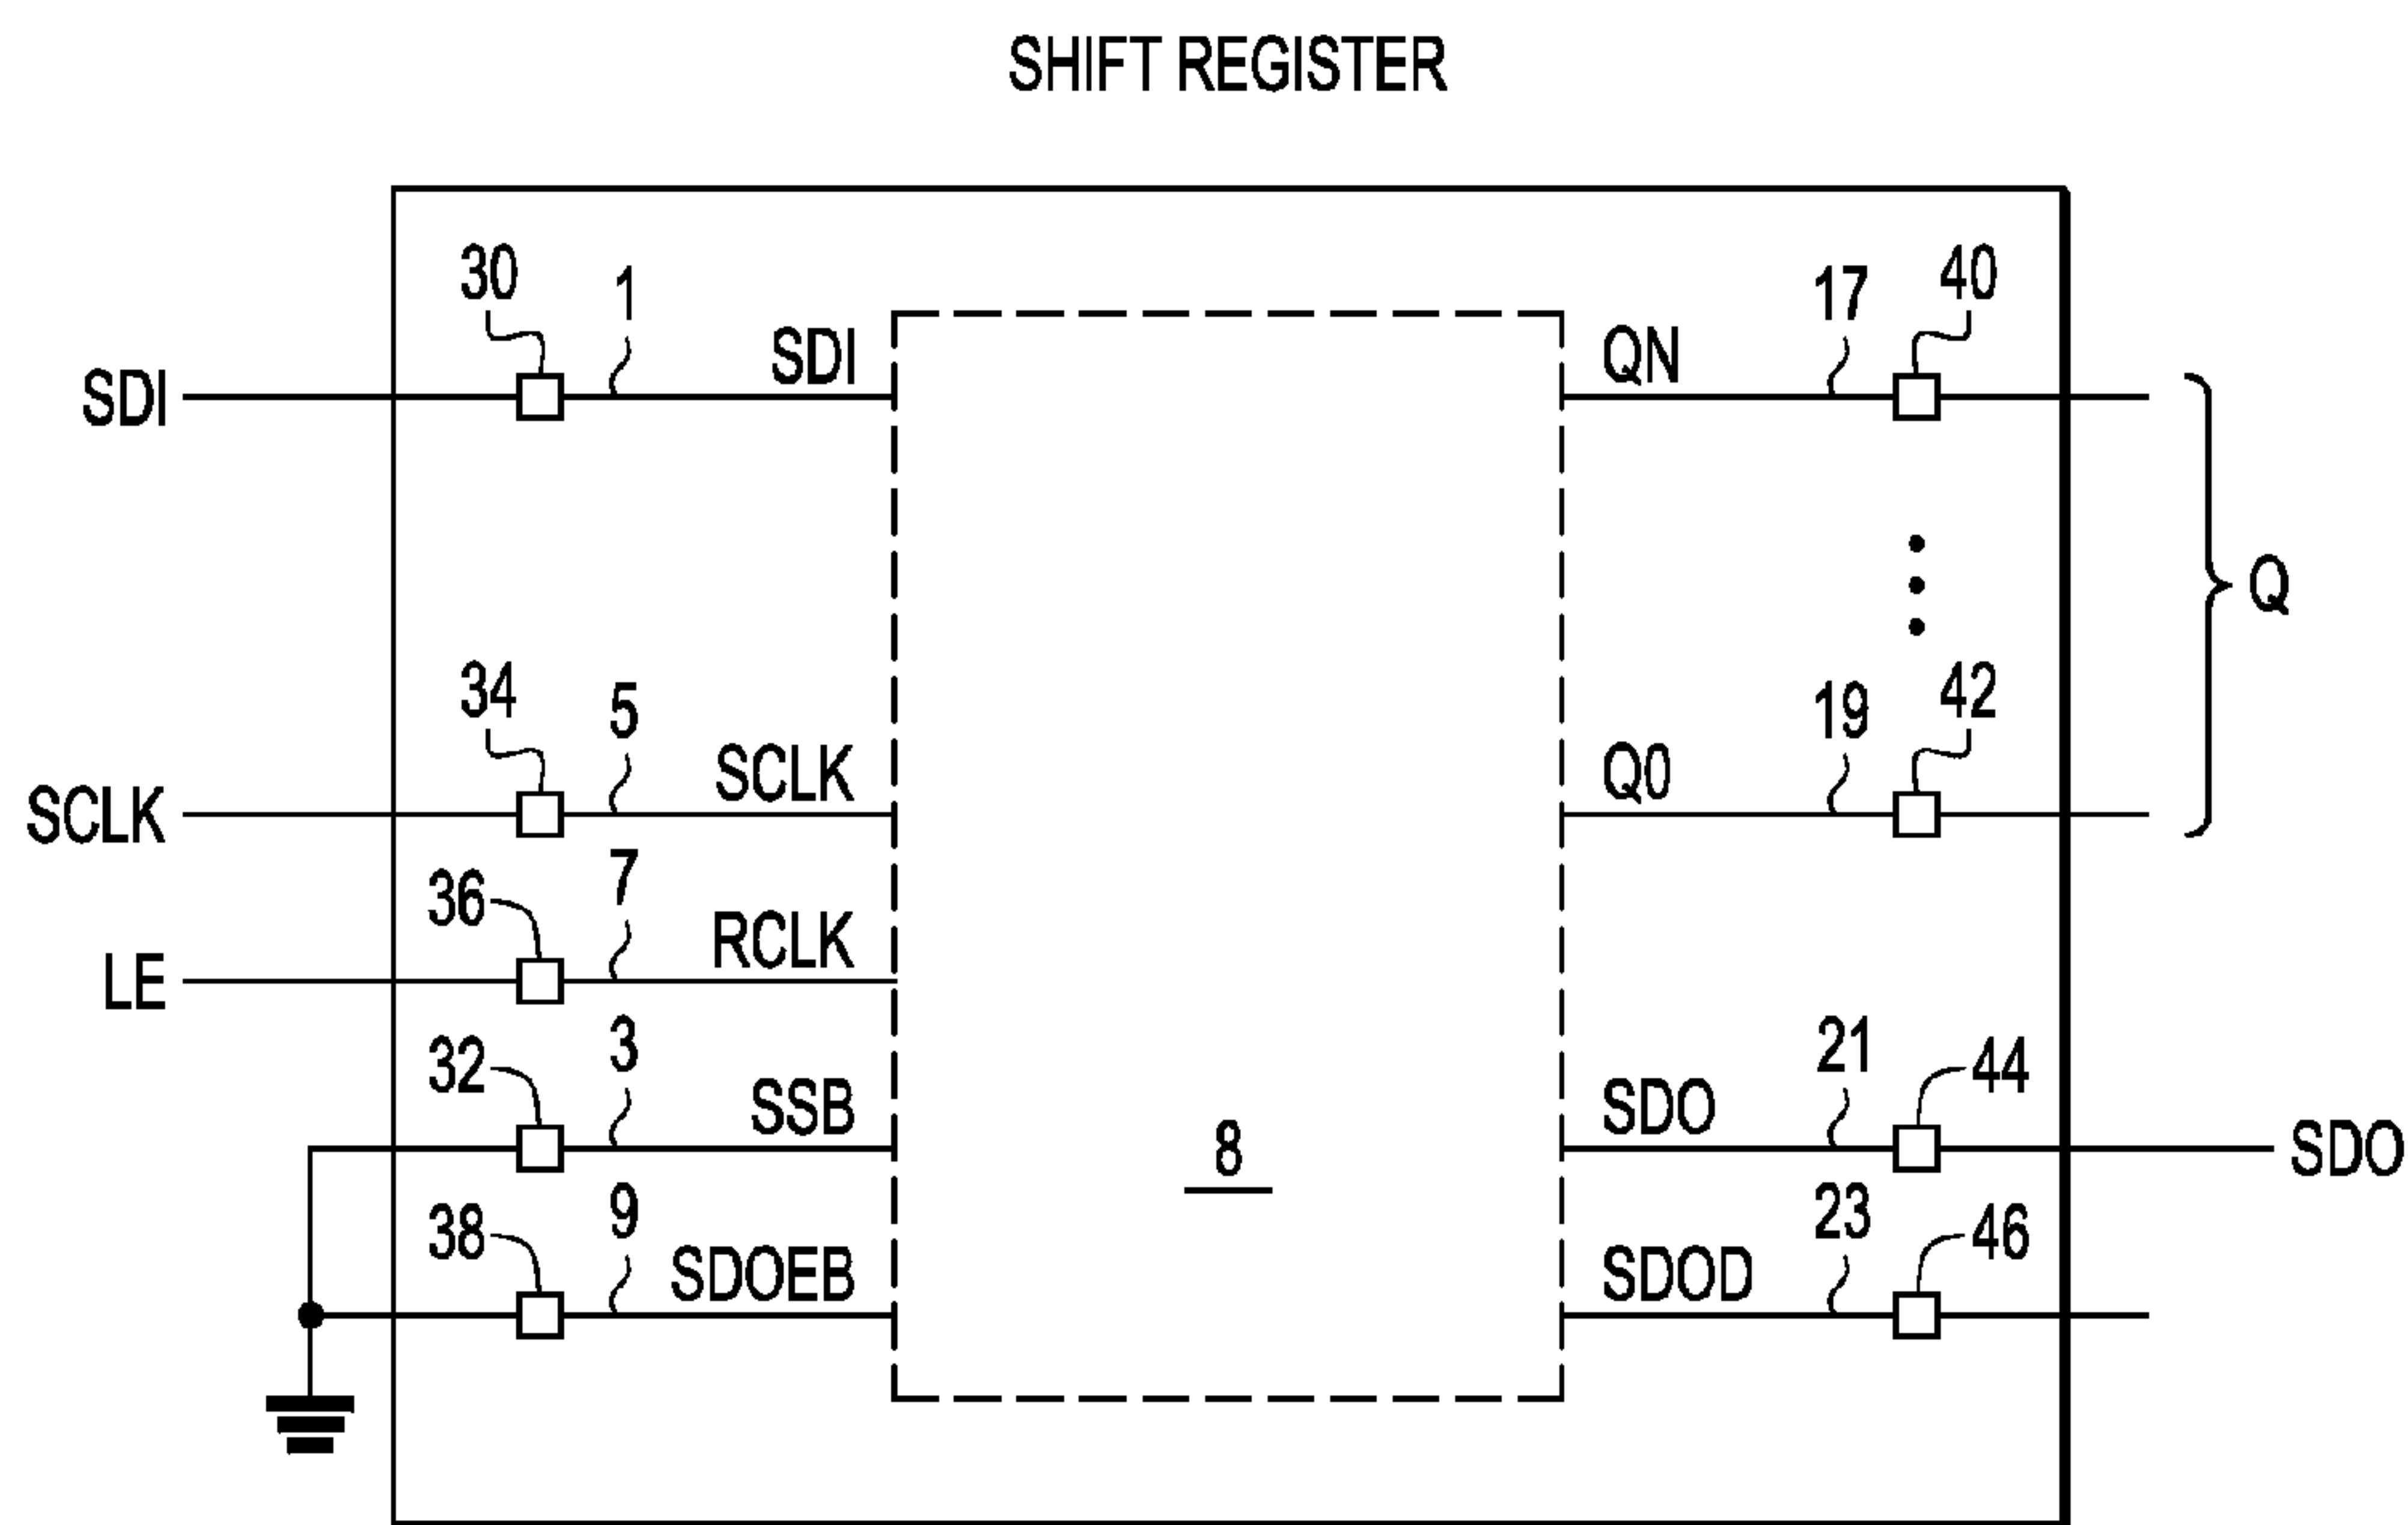 SHIFT REGISTER
30 1 17 40
SDI SDI QN
34 5 19 42 Q
SCLK SCLK Q0
36 7
LE RCLK
32 3 21 44
SSB 8 SDO SDO
38 9 23 46
SDOEB SDOD